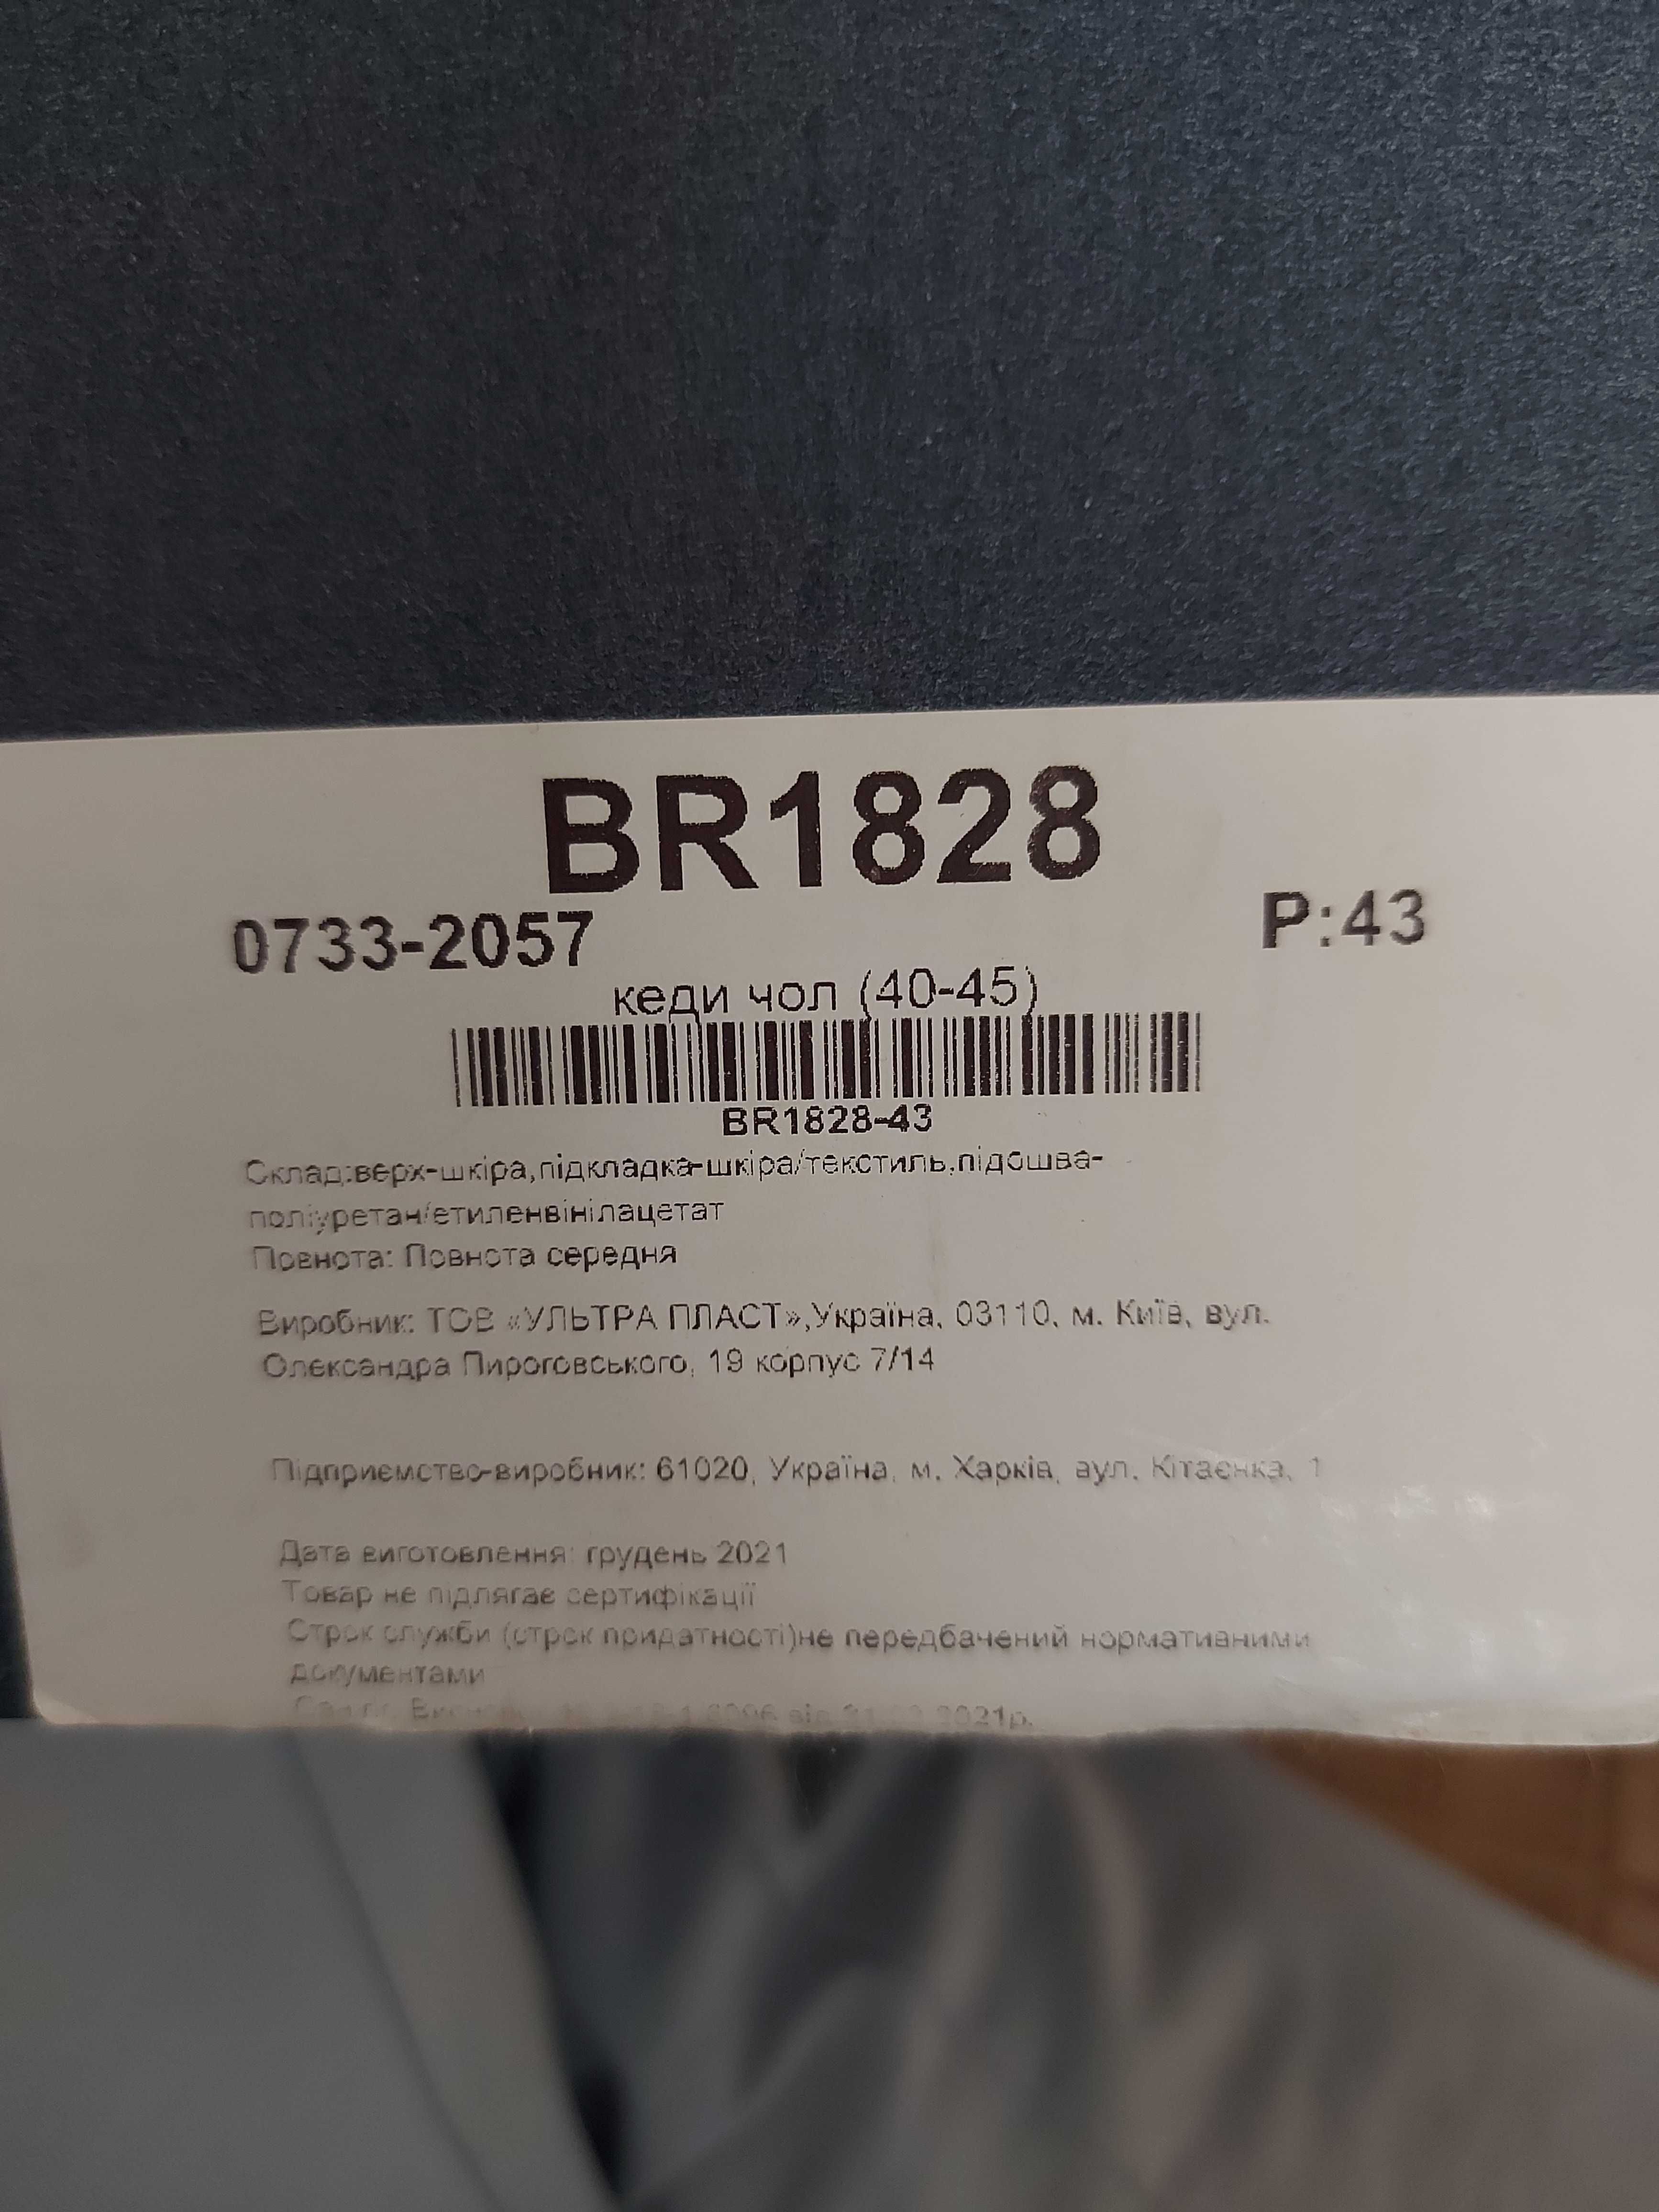 BR1828
0733-2057
Р:43
кеди чол (40-45)
BR1828-43
Склад:верх-шкіра,підкладка-шкіра/текстиль,підошва-
поліуретан/етиленвінілацетат
Повнота: Повнота середня
Виробник: ТОВ «УЛЬТРА ПЛАСТ»,Україна, 03110, м. Київ, вул.
Олександра Пироговського, 19 корпус 7/14
Підприємство-виробник: 61020, Україна, м. Харків, вул. Кітаєнка, 1
Дата виготовлення: грудень 2021
Товар не підлягає сертифікації
Строк служби (строк придатності)не передбачений нормативними
документами
від 2021р.